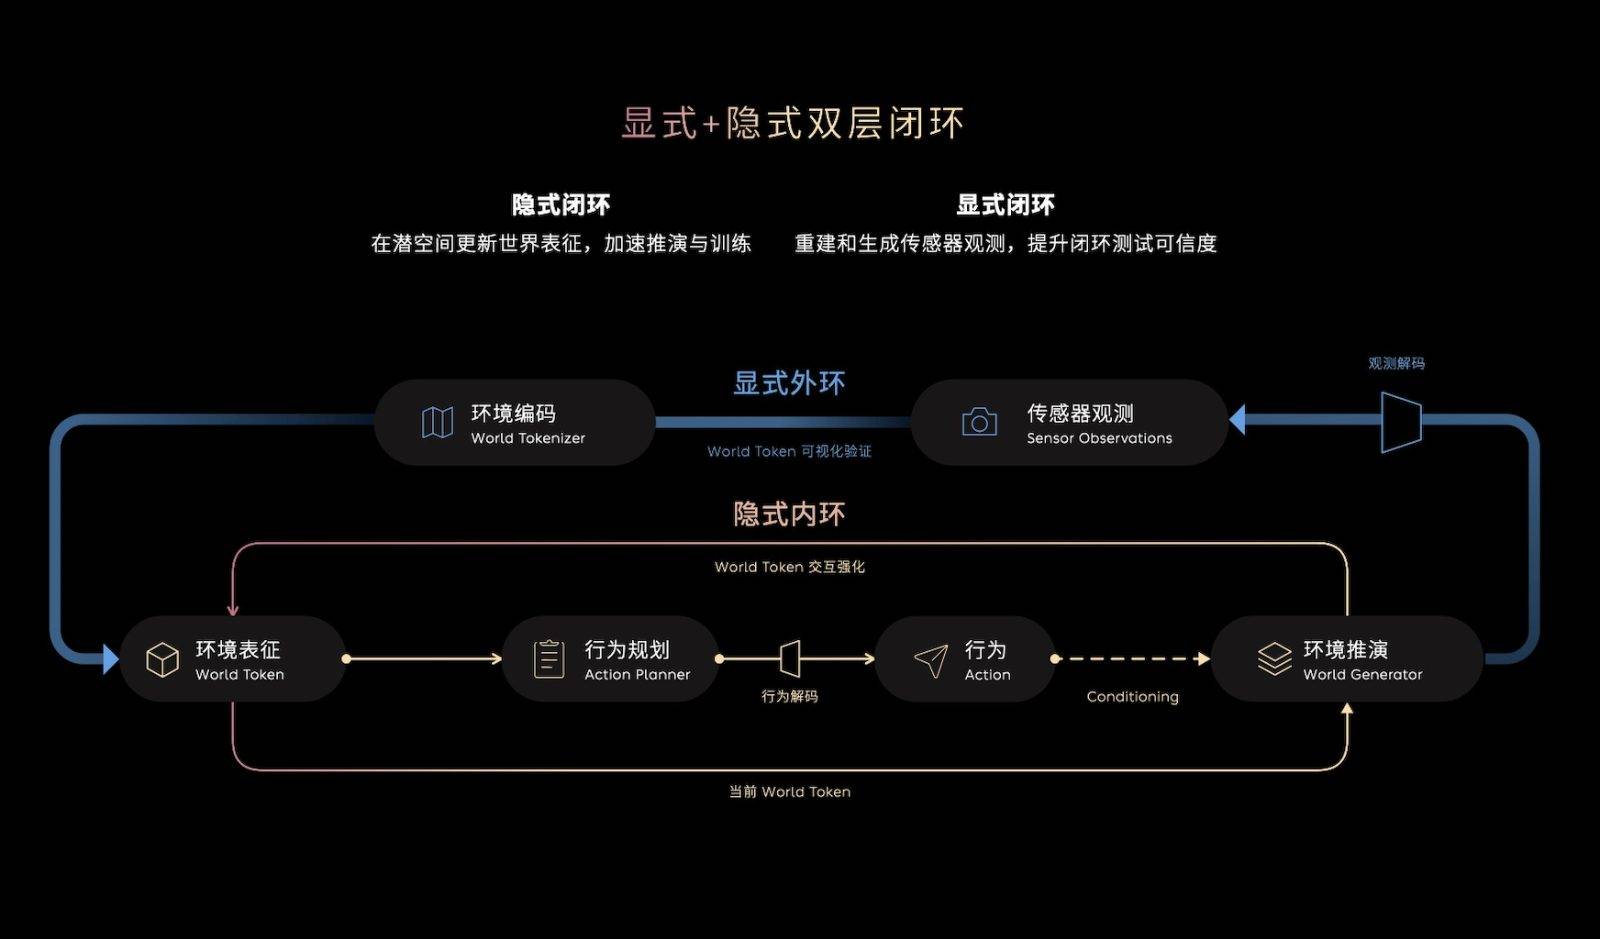 显式+隐式双层闭环
隐式闭环
在潜空间更新世界表征，加速推演与训练
显式闭环
重建和生成传感器观测，提升闭环测试可信度
观测解码
显式外环
环境编码
World Tokenizer
传感器观测
Sensor Observations
World Token 可视化验证
隐式内环
World Token 交互强化
环境表征
World Token
行为规划
Action Planner
行为解码
行为
Action
Conditioning
环境推演
World Generator
当前 World Token